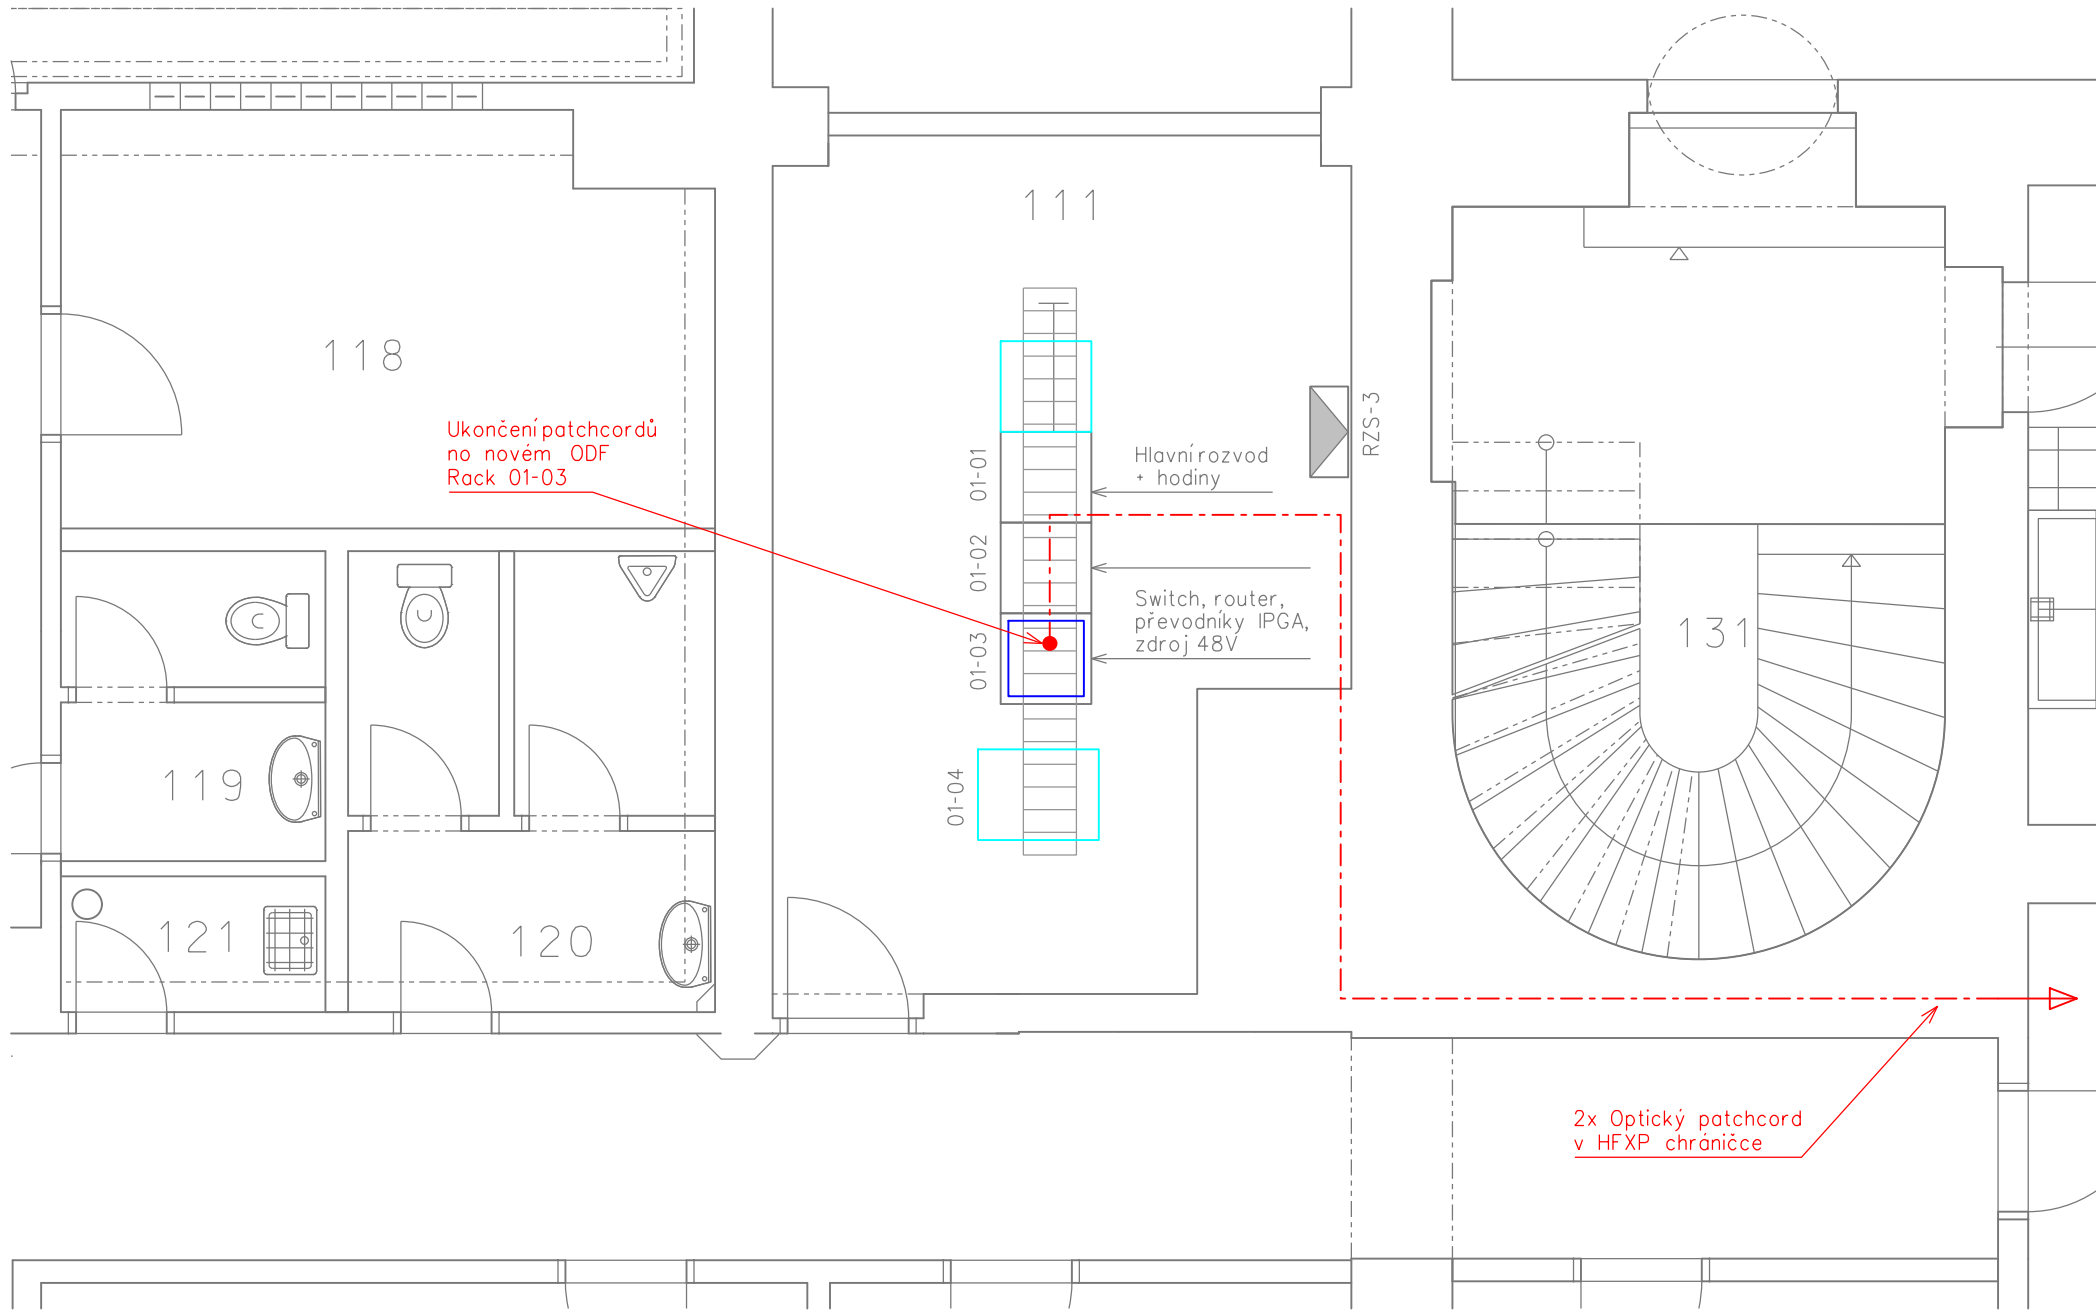 111
118
Ukončení patchcordů
no novém ODF
Rack 01-03
01-01
Hlavní rozvod
+ hodiny
RZS-3
01-02
Switch, router,
převodníky IPGA,
zdroj 48V
01-03
131
119
01-04
121
120
2x Optický patchcord
v HFXP chráničce